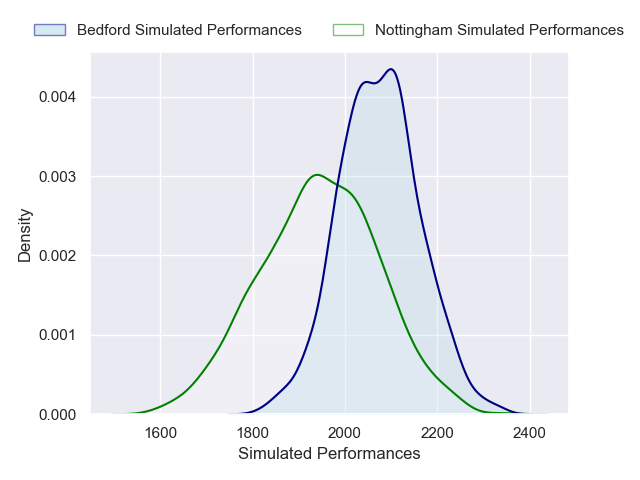 Bedford Simulated Performances Nottingham Simulated Performances
0.004
0.003
0.002
0.001
0.000
Density
1600 1800 2000 2200 2400
Simulated Performances